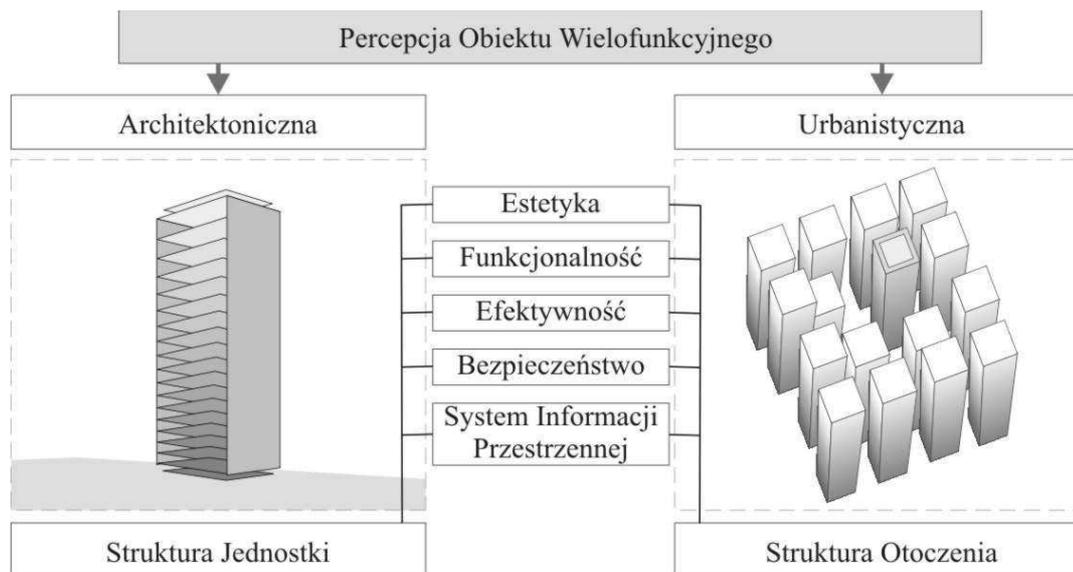 Percepcja Obiektu Wielofunkcyjnego
Architektoniczna
Urbanistyczna
Estetyka
Funkcjonalność
Efektywność
Bezpieczeństwo
System Informacji
Przestrzennej
Struktura Jednostki
Struktura Otoczenia